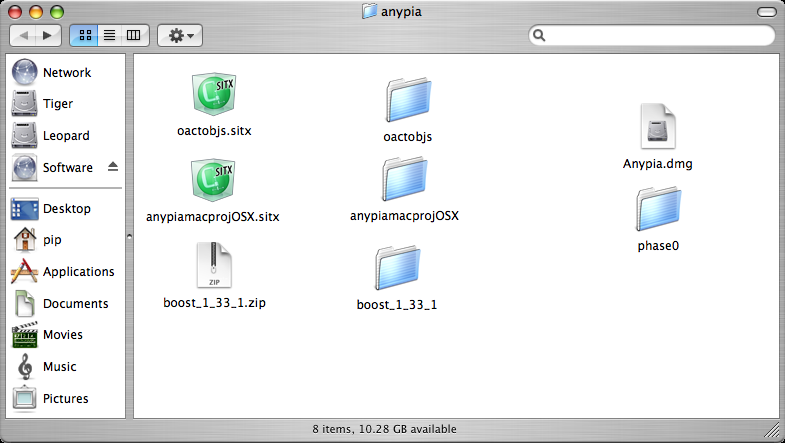 anypia
Network
Tiger
Leopard
Software
Desktop
pip
Applications
Documents
Movies
Music
Pictures
SITX
oactobjs.sitx
oactobjs
Anypia.dmg
SITX
anypiamacprojOSX.sitx
anypiamacprojOSX
phase0
ZIP
boost_1_33_1.zip
boost_1_33_1
8 items, 10.28 GB available